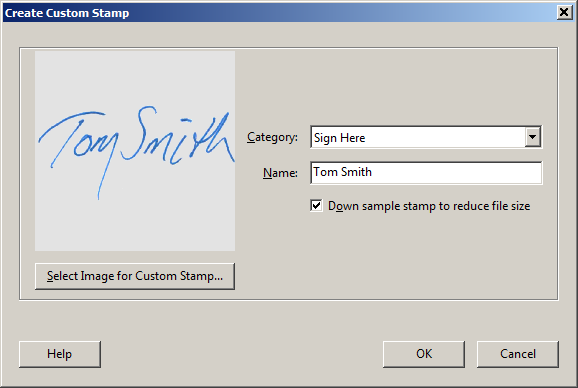 Create Custom Stamp
Tom Smith
Category:
Sign Here
Name:
Tom Smith
Down sample stamp to reduce file size
Select Image for Custom Stamp...
Help
OK
Cancel